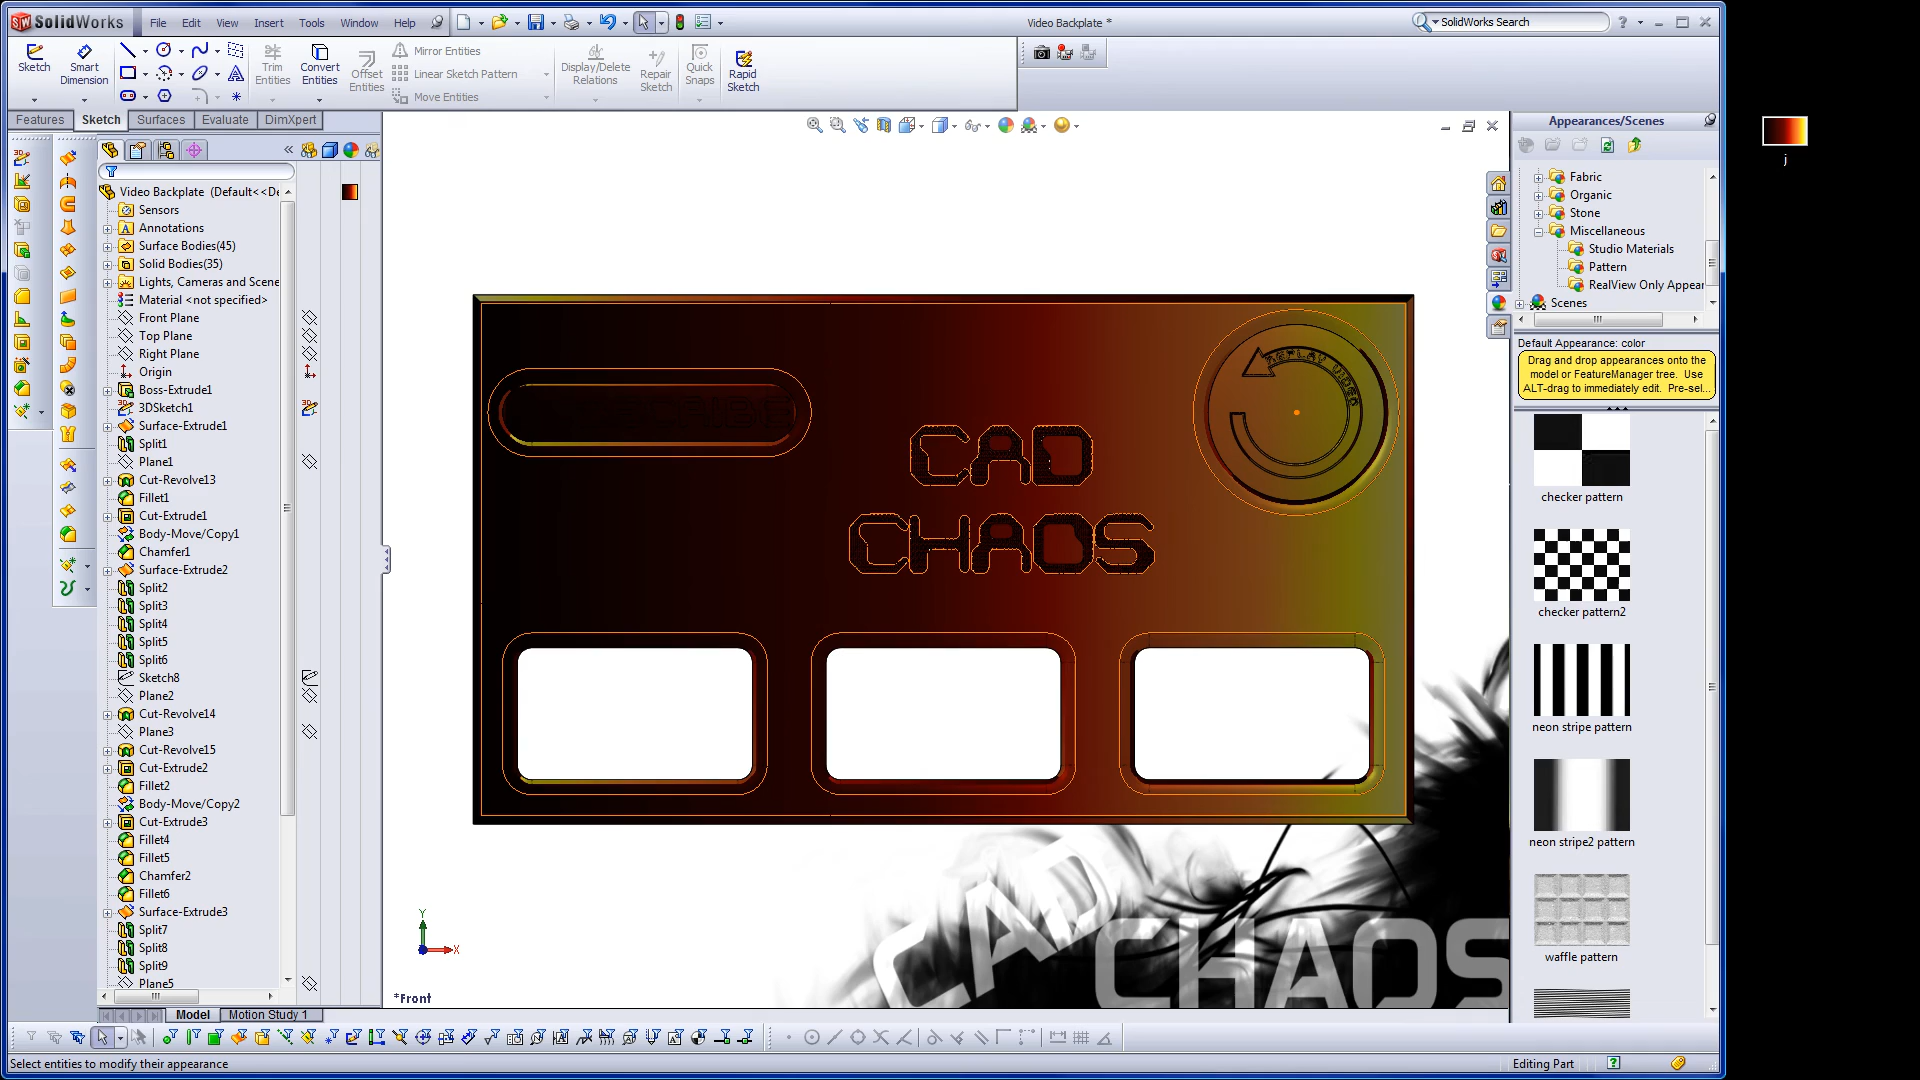 SolidWorks
File Edit View Insert Tools Window Help
Video Backplate *
SolidWorks Search
Sketch
Smart Dimension
Trim Entities
Convert Entities
Offset Entities
Mirror Entities
Linear Sketch Pattern
Move Entities
Display/Delete Relations
Repair Sketch
Quick Snaps
Rapid Sketch
Features Sketch Surfaces Evaluate DimXpert
Video Backplate (Default<<De
Sensors
Annotations
Surface Bodies(45)
Solid Bodies(35)
Lights, Cameras and Scene
Material <not specified>
Front Plane
Top Plane
Right Plane
Origin
Boss-Extrude1
3DSketch1
Surface-Extrude1
Split1
Plane1
Cut-Revolve13
Fillet1
Cut-Extrude1
Body-Move/Copy1
Chamfer1
Surface-Extrude2
Split2
Split3
Split4
Split5
Split6
Sketch8
Plane2
Cut-Revolve14
Plane3
Cut-Revolve15
Cut-Extrude2
Fillet2
Body-Move/Copy2
Cut-Extrude3
Fillet4
Fillet5
Chamfer2
Fillet6
Surface-Extrude3
Split7
Split8
Split9
Plane5
Model Motion Study 1
REPLAY VIDEO
CAD
CHAOS
Y
X
*Front
CAD
CHAOS
Appearances/Scenes
Fabric
Organic
Stone
Miscellaneous
Studio Materials
Pattern
RealView Only Appear
Scenes
Default Appearance: color
Drag and drop appearances onto the
model or FeatureManager tree. Use
ALT-drag to immediately edit. Pre-sel...
checker pattern
checker pattern2
neon stripe pattern
neon stripe2 pattern
waffle pattern
j
Select entities to modify their appearance
Editing Part